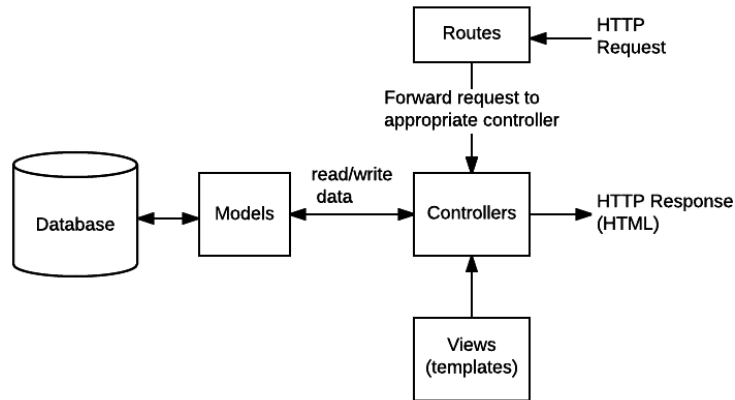 Routes
HTTP
Request
Forward request to
appropriate controller
read/write
data
Database
Models
Controllers
HTTP Response
(HTML)
Views
(templates)